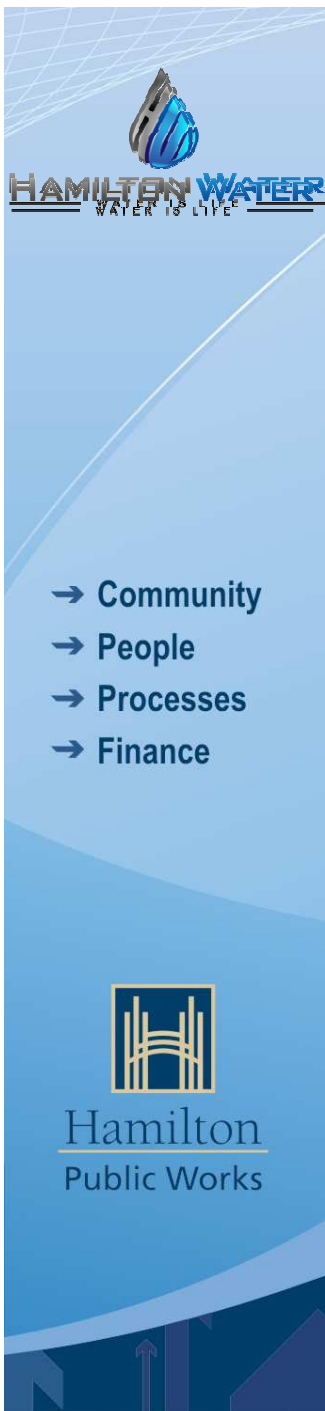 HAMILTON WATER
WATER IS LIFE
→ Community
→ People
→ Processes
→ Finance
Hamilton
Public Works